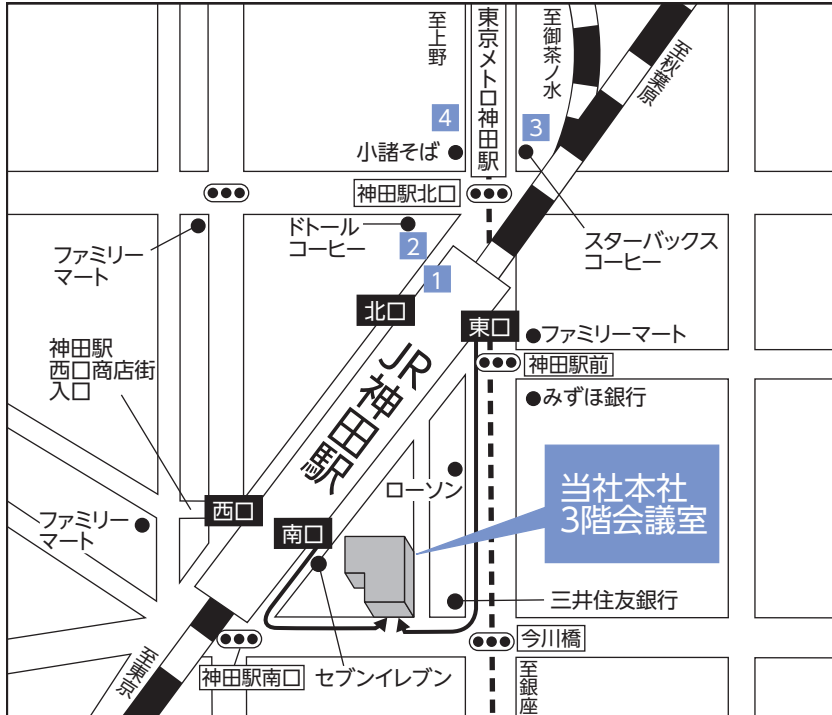 至上野
東京メトロ神田駅
至御茶ノ水
至秋葉原
4
3
小諸そば
神田駅北口
ドトール
コーヒー
スターバックス
コーヒー
ファミリー
マート
2
1
北口
東口
ファミリーマート
神田駅前
神田駅
西口商店街
入口
JR神田駅
みずほ銀行
ローソン
当社本社
3階会議室
西口
南口
ファミリー
マート
三井住友銀行
今川橋
至東京
神田駅南口
セブンイレブン
至銀座